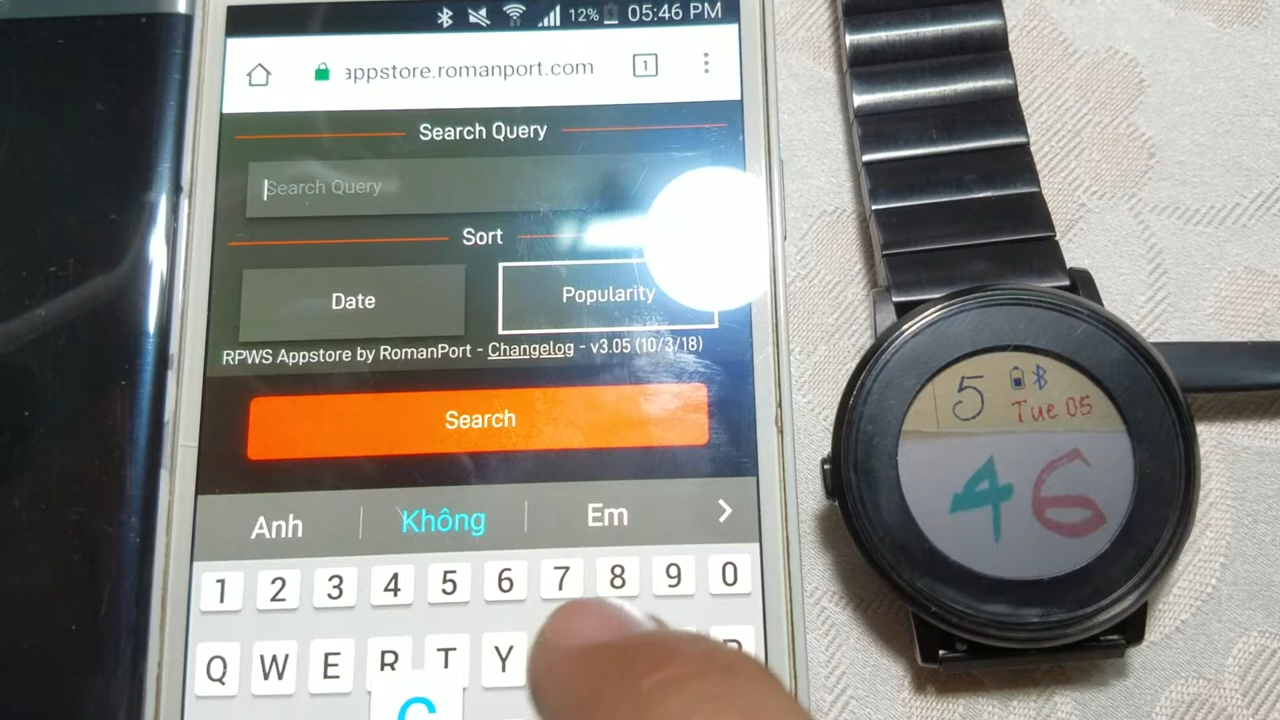 12% 05:46 PM
appstore.romanport.com 1
Search Query
Search Query
Sort
Date Popularity
RPWS Appstore by RomanPort - Changelog - v3.05 (10/3/18)
Search
Anh Không Em
1 2 3 4 5 6 7 8 9 0
Q W E R T Y
5
Tue 05
46